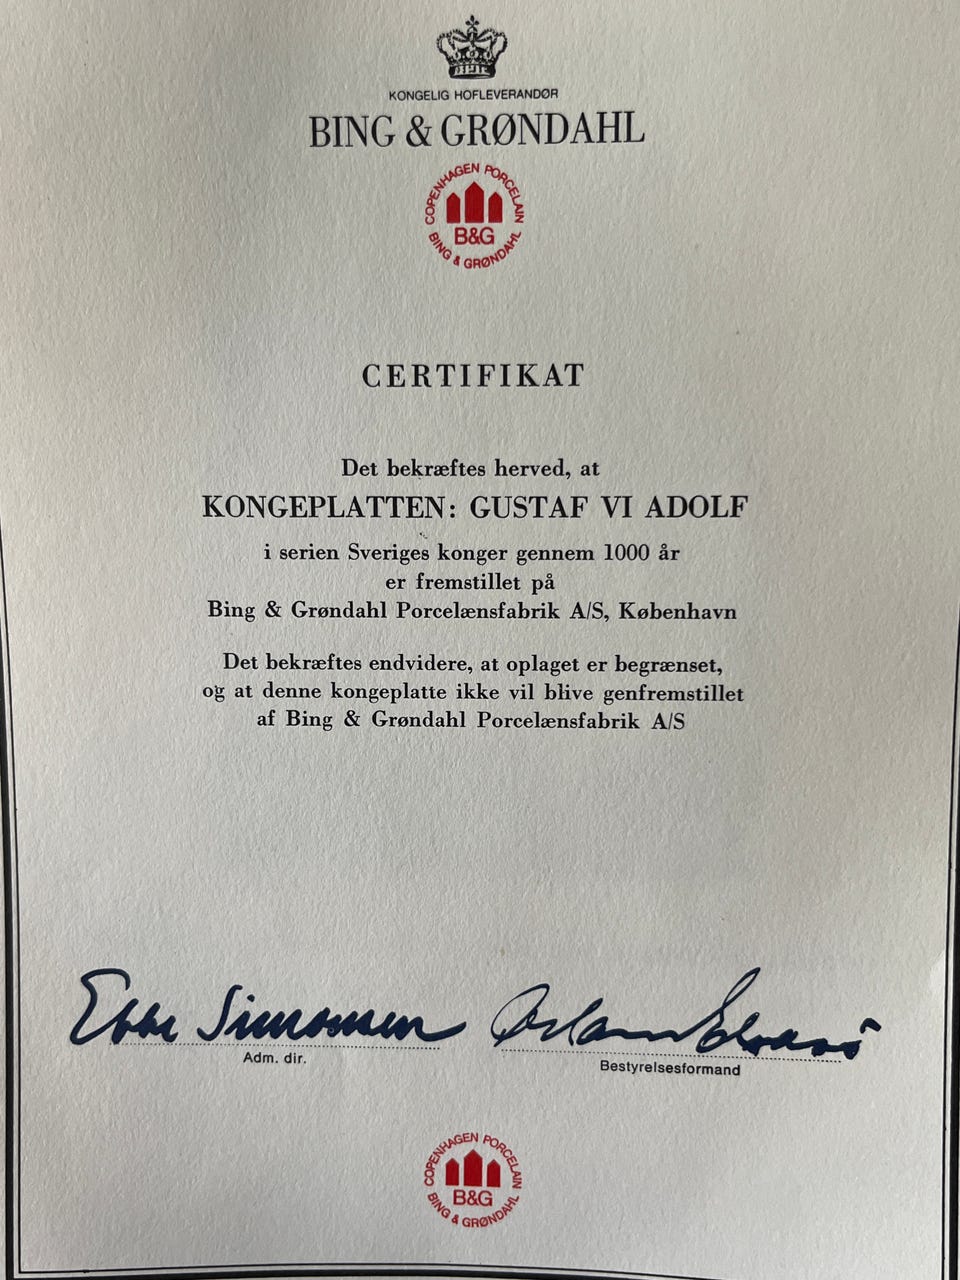 KONGELIG HOFLEVERANDØR
BING & GRØNDAHL
COPENHAGEN PORCELAIN
B&G
BING & GRØNDAHL
CERTIFIKAT
Det bekræftes herved, at
KONGEPLATTEN: GUSTAF VI ADOLF
i serien Sveriges konger gennem 1000 år
er fremstillet på
Bing & Grøndahl Porcelænsfabrik A/S, København
Det bekræftes endvidere, at oplaget er begrænset,
og at denne kongeplatte ikke vil blive genfremstillet
af Bing & Grøndahl Porcelænsfabrik A/S
Ebbe Simonsen
Adm. dir.
Bestyrelsesformand
COPENHAGEN PORCELAIN
B&G
BING & GRØNDAHL